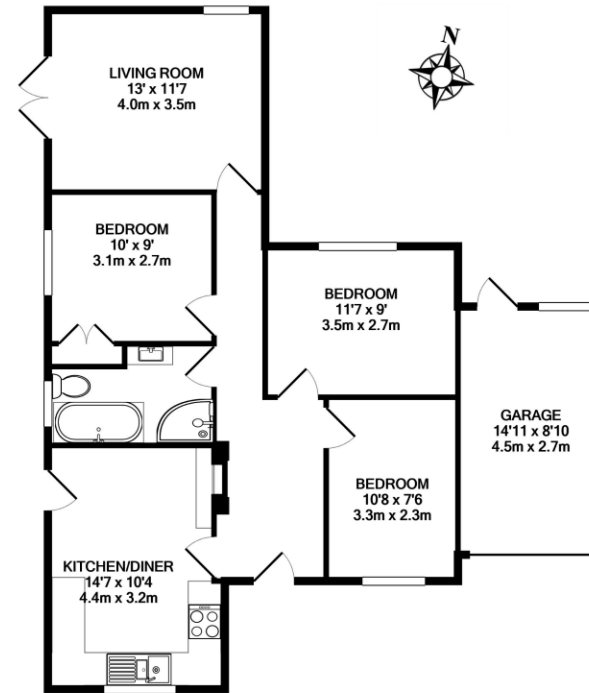 N
LIVING ROOM
13' x 11'7
4.0m x 3.5m
BEDROOM
10' x 9'
3.1m x 2.7m
BEDROOM
11'7 x 9'
3.5m x 2.7m
GARAGE
14'11 x 8'10
4.5m x 2.7m
BEDROOM
10'8 x 7'6
3.3m x 2.3m
KITCHEN/DINER
14'7 x 10'4
4.4m x 3.2m